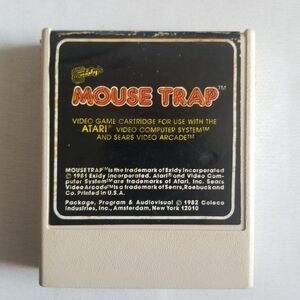 Exidy
MOUSE TRAP™
VIDEO GAME CARTRIDGE FOR USE WITH THE
ATARI® VIDEO COMPUTER SYSTEM™
AND SEARS VIDEO ARCADE™
MOUSE TRAP™ is the trademark of Exidy Incorporated
© 1981 Exidy Incorporated. Atari® and Video Com-
puter System™ are trademarks of Atari, Inc. Sears
Video Arcade™ is a trademark of Sears, Roebuck and
Co. Printed in U.S.A.
Package, Program & Audiovisual © 1982 Coleco
Industries, Inc., Amsterdam, New York 12010